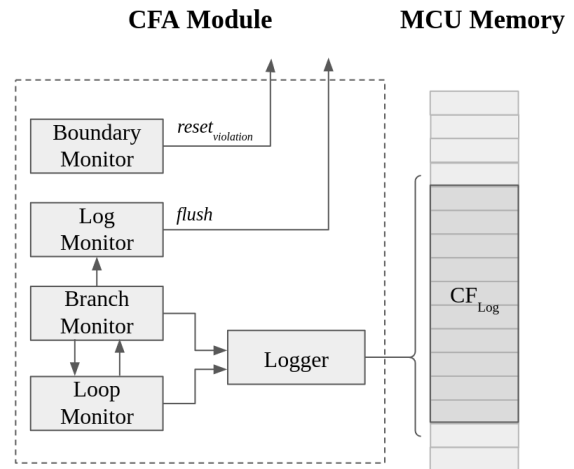 CFA Module
MCU Memory
Boundary
Monitor
reset violation
Log
Monitor
flush
Branch
Monitor
Loop
Monitor
Logger
CF Log